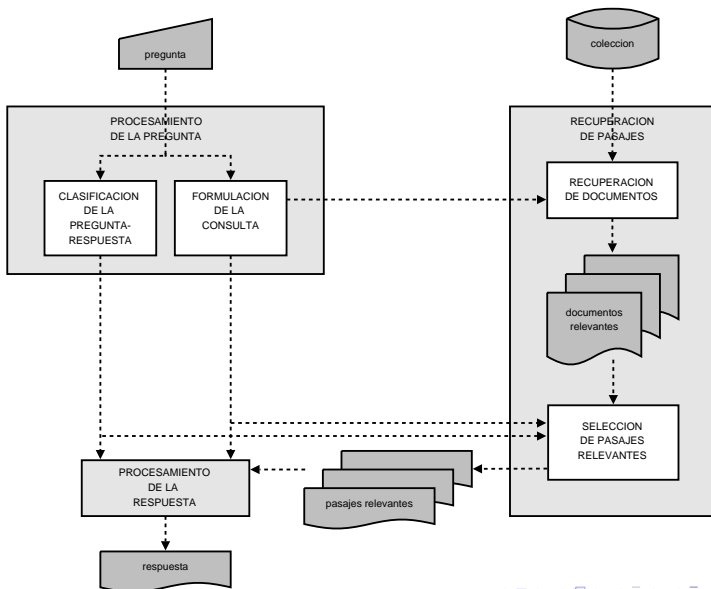 pregunta
coleccion
PROCESAMIENTO
DE LA PREGUNTA
CLASIFICACION
DE LA
PREGUNTA-
RESPUESTA
FORMULACION
DE LA
CONSULTA
RECUPERACION
DE PASAJES
RECUPERACION
DE DOCUMENTOS
documentos
relevantes
SELECCION
DE PASAJES
RELEVANTES
pasajes relevantes
PROCESAMIENTO
DE LA
RESPUESTA
respuesta